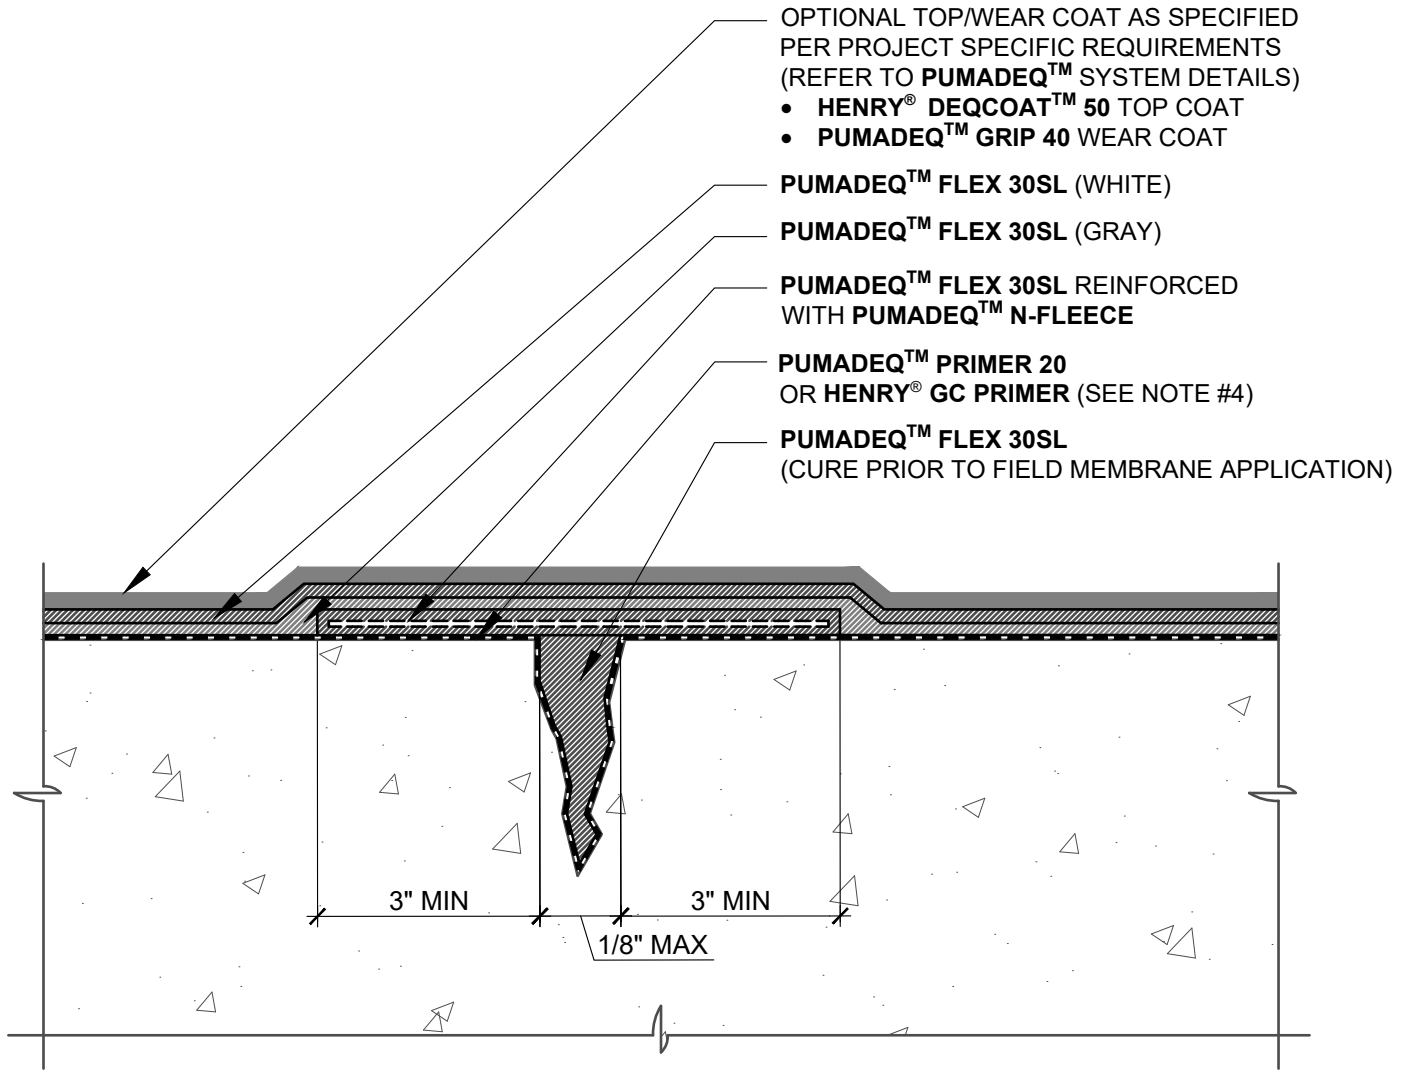 OPTIONAL TOP/WEAR COAT AS SPECIFIED
PER PROJECT SPECIFIC REQUIREMENTS
(REFER TO PUMADEQ™ SYSTEM DETAILS)
• HENRY® DEQCOAT™ 50 TOP COAT
• PUMADEQ™ GRIP 40 WEAR COAT
PUMADEQ™ FLEX 30SL (WHITE)
PUMADEQ™ FLEX 30SL (GRAY)
PUMADEQ™ FLEX 30SL REINFORCED
WITH PUMADEQ™ N-FLEECE
PUMADEQ™ PRIMER 20
OR HENRY® GC PRIMER (SEE NOTE #4)
PUMADEQ™ FLEX 30SL
(CURE PRIOR TO FIELD MEMBRANE APPLICATION)
3" MIN
3" MIN
1/8" MAX